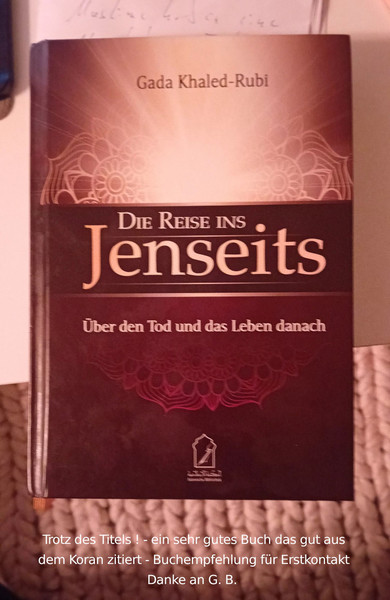 Gada Khaled-Rubi
Die Reise ins
Jenseits
Über den Tod und das Leben danach
Trotz des Titels ! - ein sehr gutes Buch das gut aus
dem Koran zitiert - Buchempfehlung für Erstkontakt
Danke an G. B.